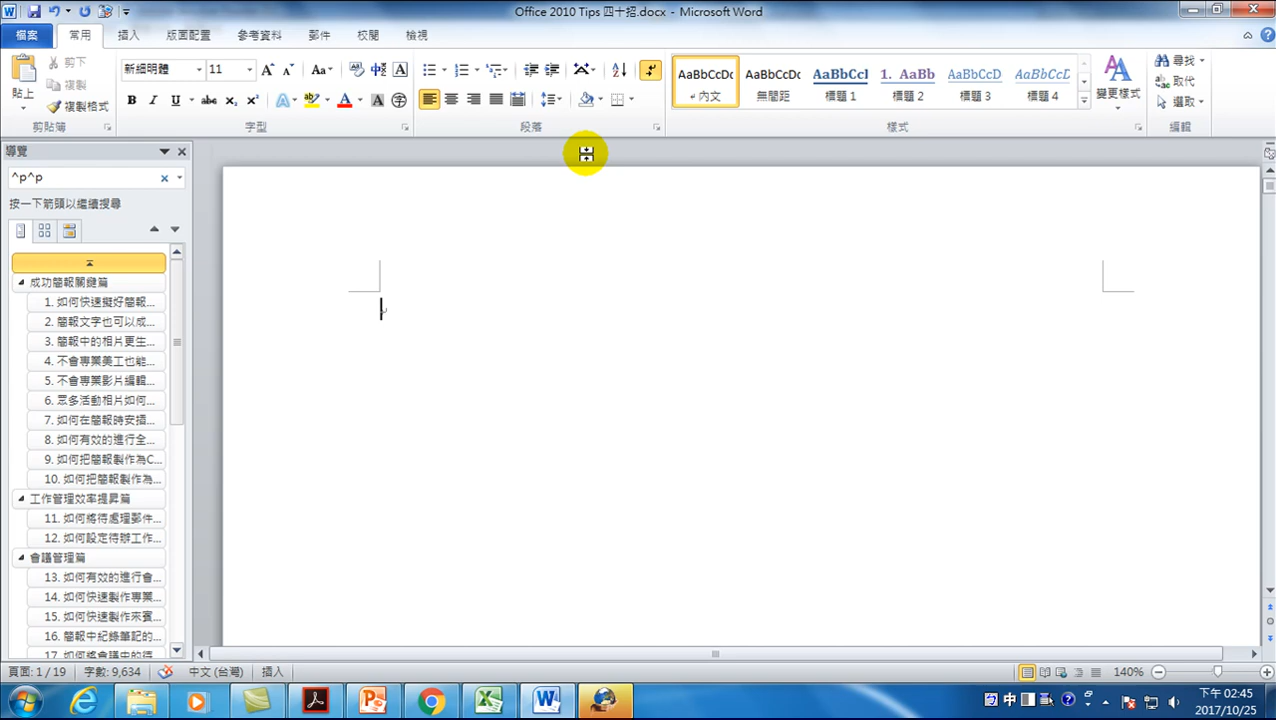 Office 2010 Tips 四十招.docx - Microsoft Word
檔案 常用 插入 版面配置 參考資料 郵件 校閱 檢視
新細明體 11
貼上 剪下 複製 複製格式
AaBbCcDc AaBbCcDc AaBbCcl 1. AaBb AaBbCcD AaBbCcD
↵ 內文 無間距 標題 1 標題 2 標題 3 標題 4
變更樣式
尋找
取代
選取
剪貼簿 字型 段落 樣式 編輯
導覽
^p^p
按一下箭頭以繼續搜尋
成功簡報關鍵篇
1. 如何快速擬好簡報...
2. 簡報文字也可以成...
3. 簡報中的相片更生...
4. 不會專業美工也能...
5. 不會專業影片編輯...
6. 眾多活動相片如何...
7. 如何在簡報時安插...
8. 如何有效的進行全...
9. 如何把簡報製作為C...
10. 如何把簡報製作為...
工作管理效率提昇篇
11. 如何將待處理郵件...
12. 如何設定待辦工作...
會議管理篇
13. 如何有效的進行會...
14. 如何快速製作專業...
15. 如何快速製作來賓...
16. 簡報中紀錄筆記的...
17. 如何將會議中的待...
頁面: 1 / 19 字數: 9,634 中文 (台灣) 插入 140%
中
下午 02:45
2017/10/25